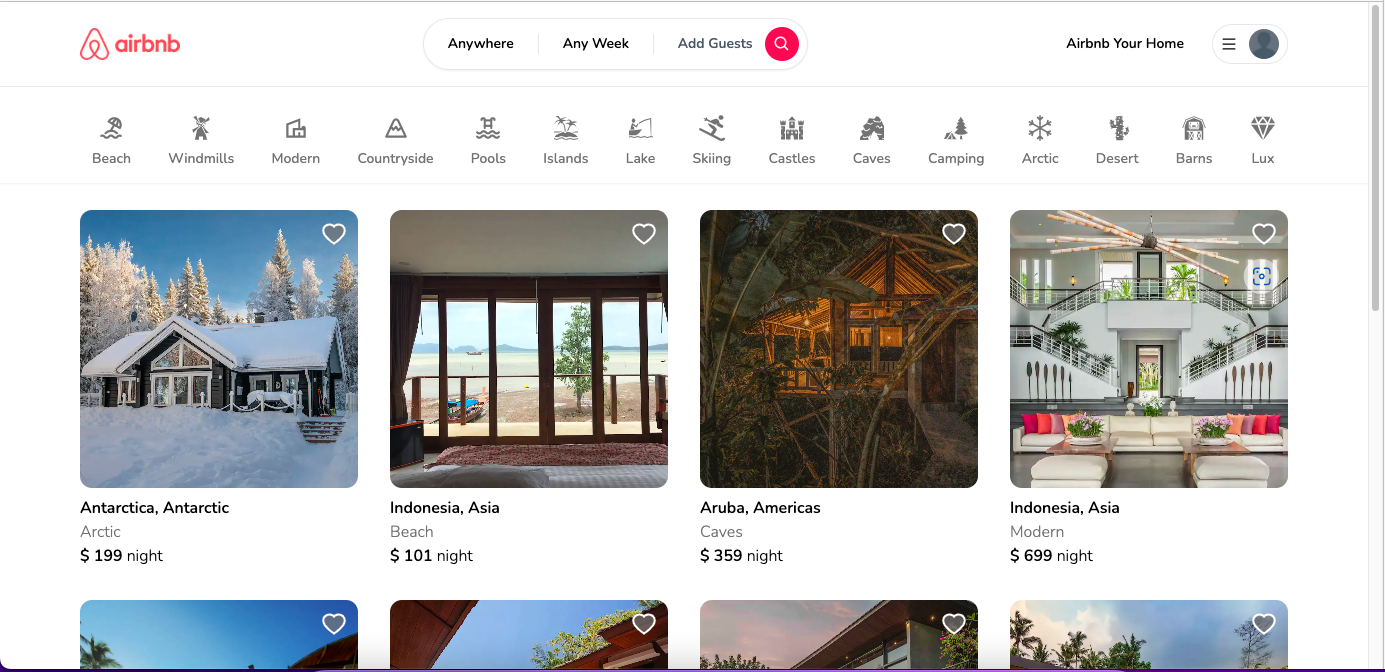 airbnb
Anywhere Any Week Add Guests
Airbnb Your Home
Beach Windmills Modern Countryside Pools Islands Lake Skiing Castles Caves Camping Arctic Desert Barns Lux
Antarctica, Antarctic
Arctic
$ 199 night
Indonesia, Asia
Beach
$ 101 night
Aruba, Americas
Caves
$ 359 night
Indonesia, Asia
Modern
$ 699 night